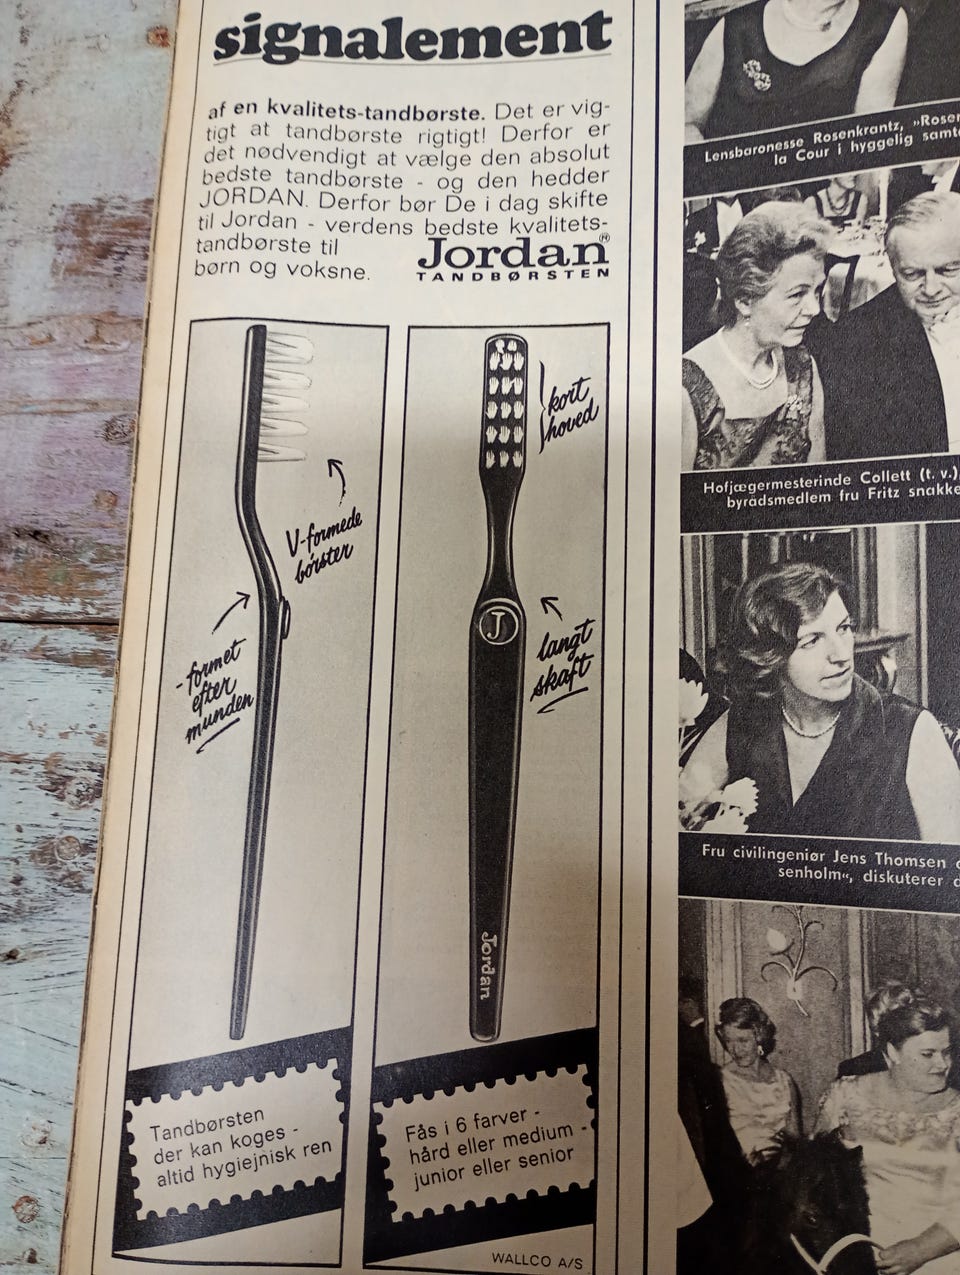 signalement
af en kvalitets-tandbørste. Det er vig-
tigt at tandbørste rigtigt! Derfor er
det nødvendigt at vælge den absolut
bedste tandbørste - og den hedder
JORDAN. Derfor bør De i dag skifte
til Jordan - verdens bedste kvalitets-
tandbørste til
børn og voksne.
Jordan®
TANDBØRSTEN
V-formede
børster
- formet
efter
munden
kort
hoved
J
langt
skaft
Jordan
Tandbørsten
der kan koges -
altid hygiejnisk ren
Fås i 6 farver -
hård eller medium -
junior eller senior
WALLCO A/S
Lensbaronesse Rosenkrantz, »Rosen
la Cour i hyggelig samt
Hofjægermesterinde Collett (t. v.),
byrådsmedlem fru Fritz snakke
Fru civilingeniør Jens Thomsen
senholm«, diskuterer